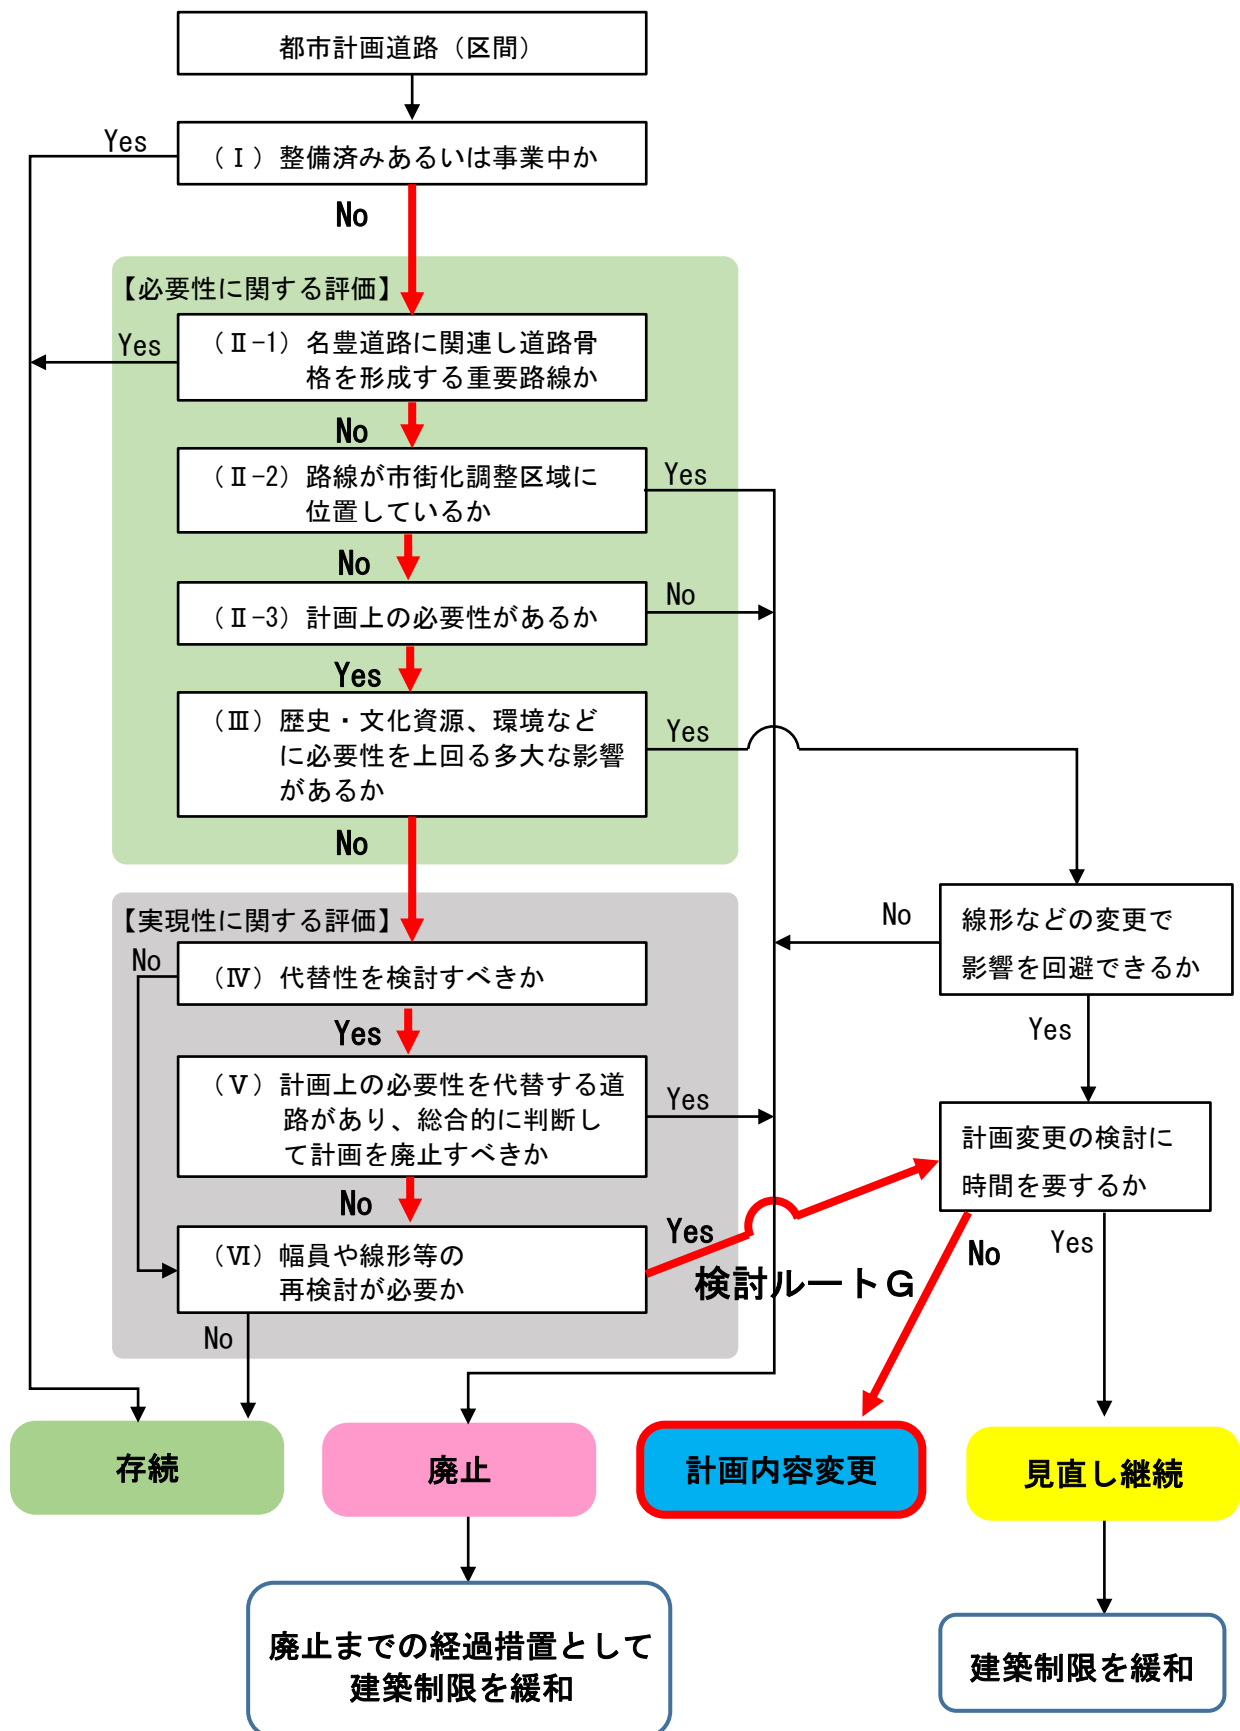 都市計画道路（区間）
Yes
（Ⅰ）整備済みあるいは事業中か
No
【必要性に関する評価】
Yes
（Ⅱ-1）名豊道路に関連し道路骨
格を形成する重要路線か
No
（Ⅱ-2）路線が市街化調整区域に
位置しているか
Yes
No
（Ⅱ-3）計画上の必要性があるか
No
Yes
（Ⅲ）歴史・文化資源、環境など
に必要性を上回る多大な影響
があるか
Yes
No
【実現性に関する評価】
No
（Ⅳ）代替性を検討すべきか
No
線形などの変更で
影響を回避できるか
Yes
Yes
（Ⅴ）計画上の必要性を代替する道
路があり、総合的に判断し
て計画を廃止すべきか
Yes
計画変更の検討に
時間を要するか
No
（Ⅵ）幅員や線形等の
再検討が必要か
Yes
検討ルートＧ
No
Yes
No
存続
廃止
計画内容変更
見直し継続
廃止までの経過措置として
建築制限を緩和
建築制限を緩和